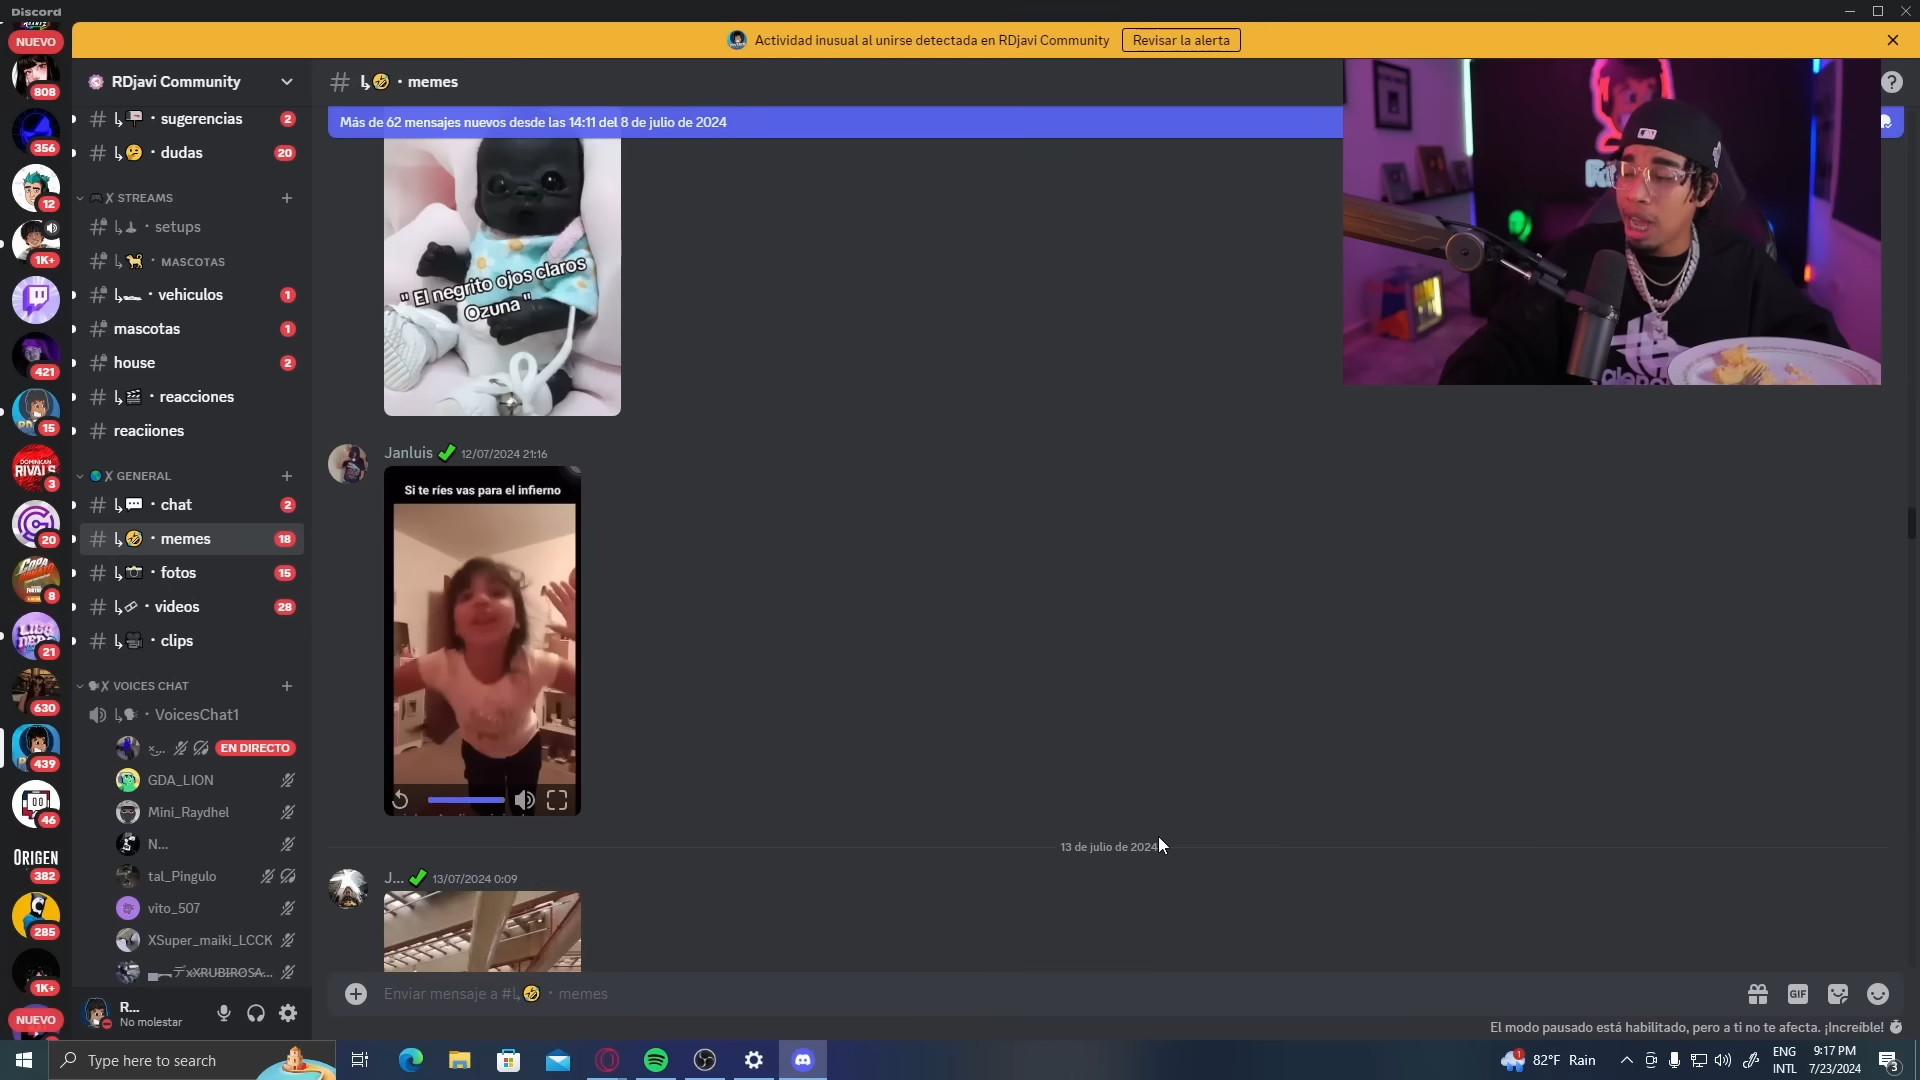 Discord
NUEVO
808
356
12
1K+
421
15
DOMINICAN
RIVALS
3
20
COPA
8
21
630
439
46
ORIGEN
382
285
1K+
NUEVO
Actividad inusual al unirse detectada en RDjavi Community
Revisar la alerta
RDjavi Community
sugerencias
2
dudas
20
STREAMS
setups
MASCOTAS
vehiculos
1
mascotas
1
house
2
reacciones
reaciiones
GENERAL
chat
2
memes
18
fotos
15
videos
28
clips
VOICES CHAT
VoicesChat1
EN DIRECTO
GDA_LION
Mini_Raydhel
N...
tal_Pingulo
vito_507
XSuper_maiki_LCCK
R...
No molestar
memes
Más de 62 mensajes nuevos desde las 14:11 del 8 de julio de 2024
" El negrito ojos claros
Ozuna "
Janluis 12/07/2024 21:16
Si te ríes vas para el infierno
13 de julio de 2024
J... 13/07/2024 0:09
Enviar mensaje a # memes
GIF
El modo pausado está habilitado, pero a ti no te afecta. ¡Increíble!
Type here to search
1
82°F Rain
ENG
INTL
9:17 PM
7/23/2024
3